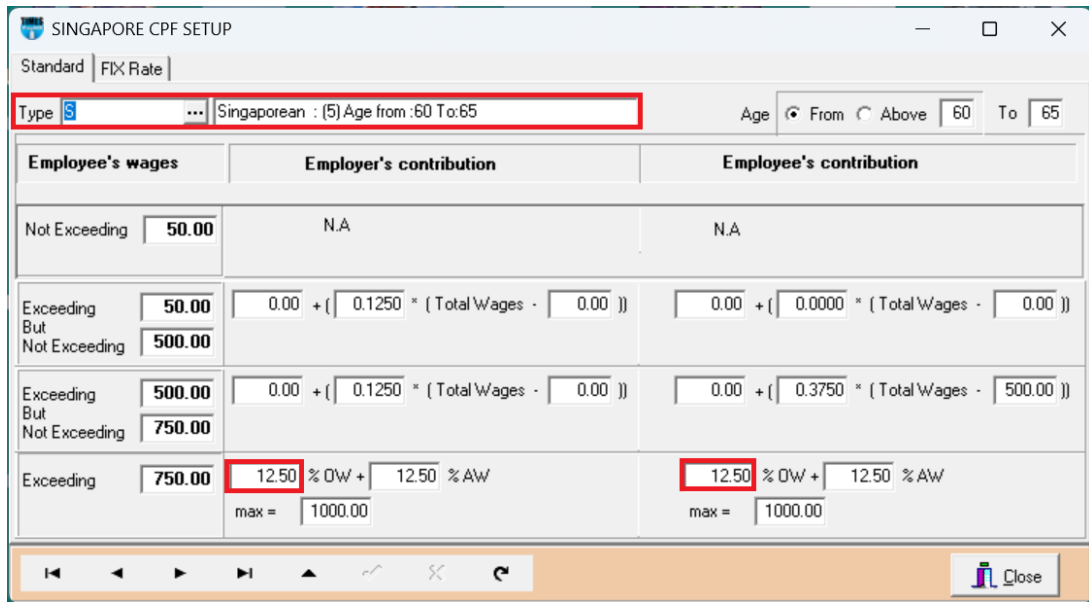 SINGAPORE CPF SETUP
Standard FIX Rate
Type S ... Singaporean : (5) Age from :60 To:65 Age From Above 60 To 65
Employee's wages Employer's contribution Employee's contribution
Not Exceeding 50.00 N.A N.A
Exceeding 50.00 0.00 + ( 0.1250 * ( Total Wages - 0.00 )) 0.00 + ( 0.0000 * ( Total Wages - 0.00 ))
But
Not Exceeding 500.00
Exceeding 500.00 0.00 + ( 0.1250 * ( Total Wages - 0.00 )) 0.00 + ( 0.3750 * ( Total Wages - 500.00 ))
But
Not Exceeding 750.00
Exceeding 750.00 12.50 % OW + 12.50 % AW 12.50 % OW + 12.50 % AW
max = 1000.00 max = 1000.00
Close